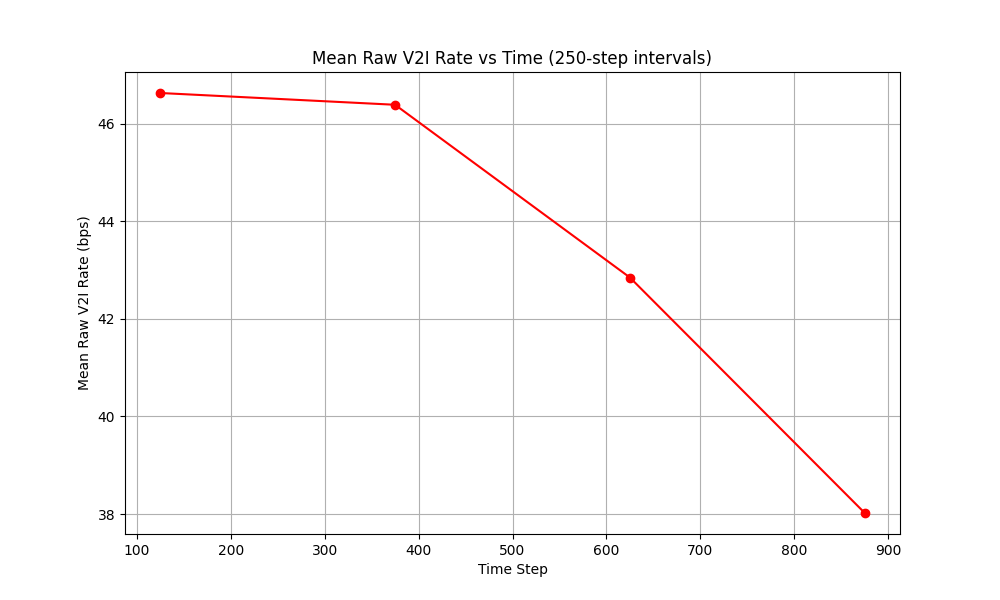 Mean Raw V2I Rate vs Time (250-step intervals)
Mean Raw V2I Rate (bps)
46
44
42
40
38
100 200 300 400 500 600 700 800 900
Time Step